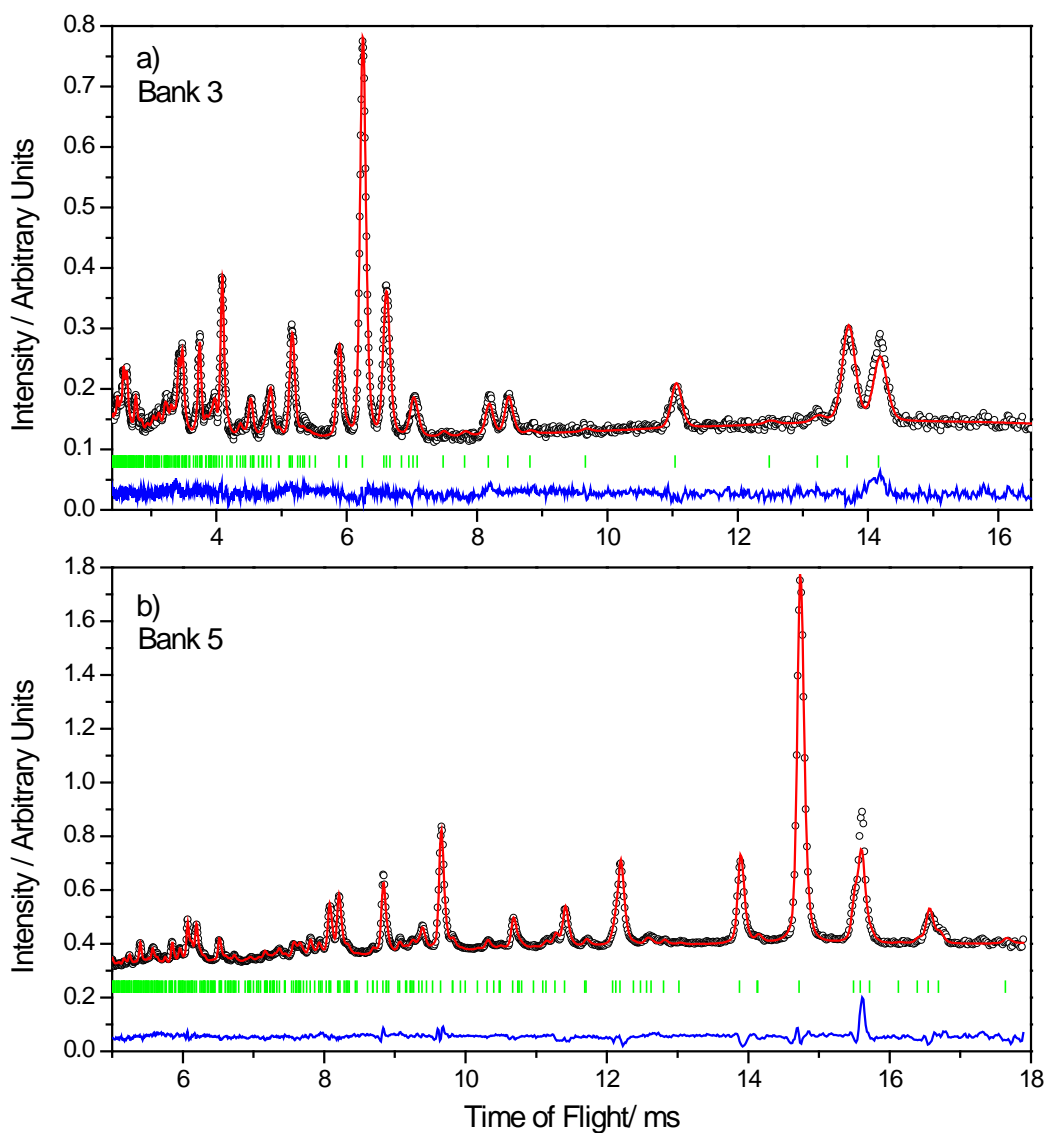 a)
Bank 3
Intensity / Arbitrary Units
0.8
0.7
0.6
0.5
0.4
0.3
0.2
0.1
0.0
4 6 8 10 12 14 16
b)
Bank 5
Intensity / Arbitrary Units
1.8
1.6
1.4
1.2
1.0
0.8
0.6
0.4
0.2
0.0
6 8 10 12 14 16 18
Time of Flight/ ms